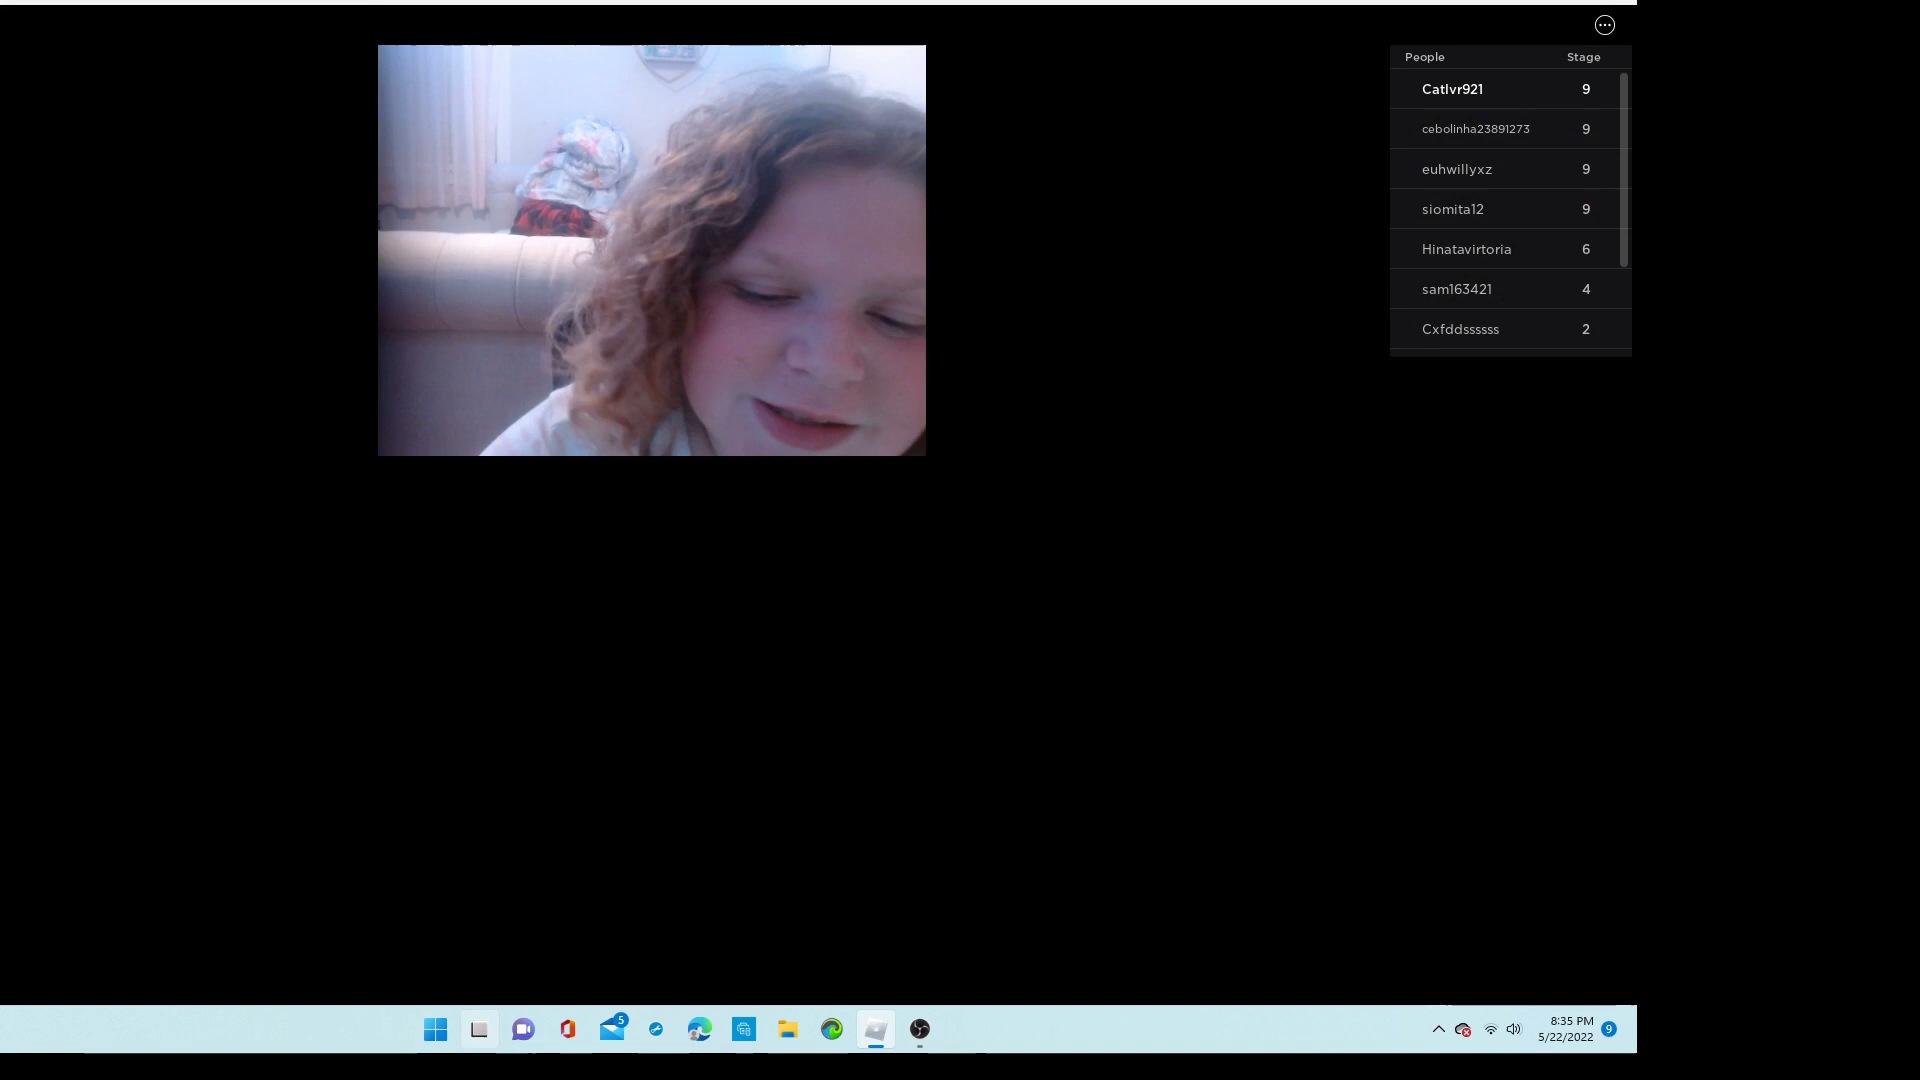 People Stage
Catlvr921 9
cebolinha23891273 9
euhwillyxz 9
siomita12 9
Hinatavirtoria 6
sam163421 4
Cxfddssssss 2
5
8:35 PM
5/22/2022
9